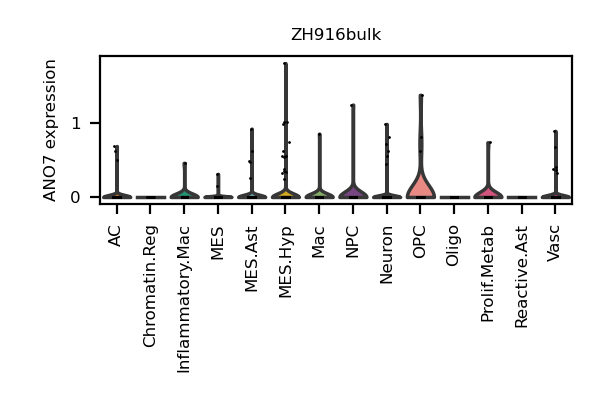 ZH916bulk
ANO7 expression
1
0
AC
Chromatin.Reg
Inflammatory.Mac
MES
MES.Ast
MES.Hyp
Mac
NPC
Neuron
OPC
Oligo
Prolif.Metab
Reactive.Ast
Vasc